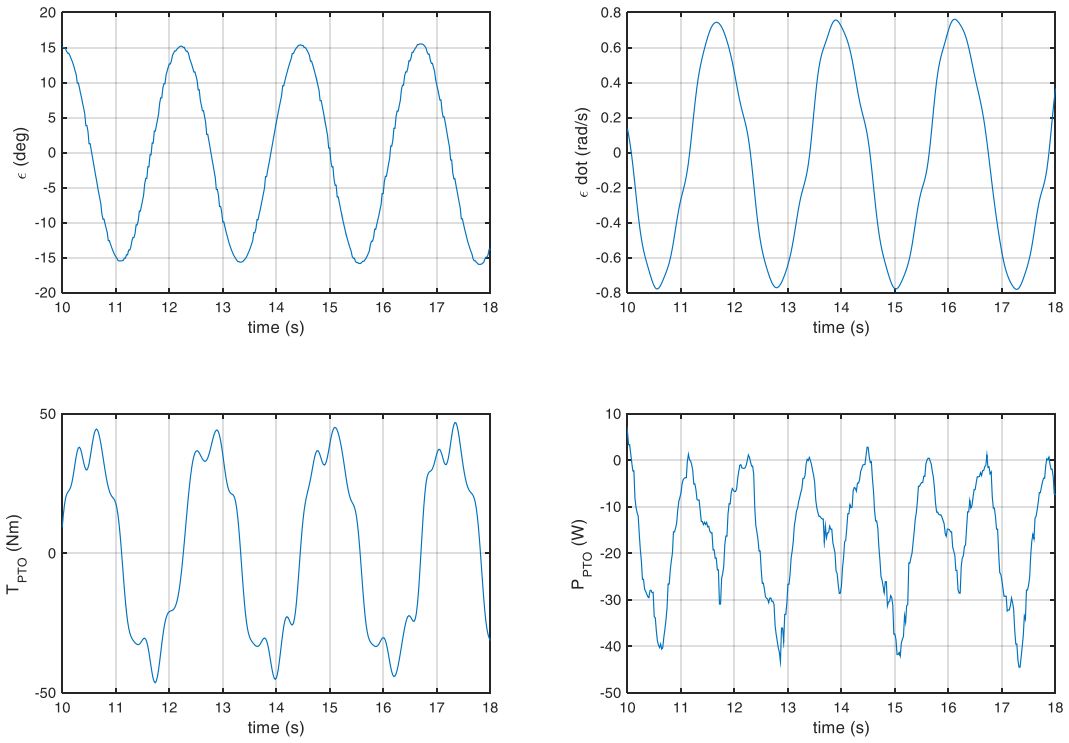 20
15
10
5
0
-5
-10
-15
-20
10 11 12 13 14 15 16 17 18
ϵ (deg)
time (s)
0.8
0.6
0.4
0.2
0
-0.2
-0.4
-0.6
-0.8
10 11 12 13 14 15 16 17 18
ϵ dot (rad/s)
time (s)
50
0
-50
10 11 12 13 14 15 16 17 18
T_PTO (Nm)
time (s)
10
0
-10
-20
-30
-40
-50
10 11 12 13 14 15 16 17 18
P_PTO (W)
time (s)